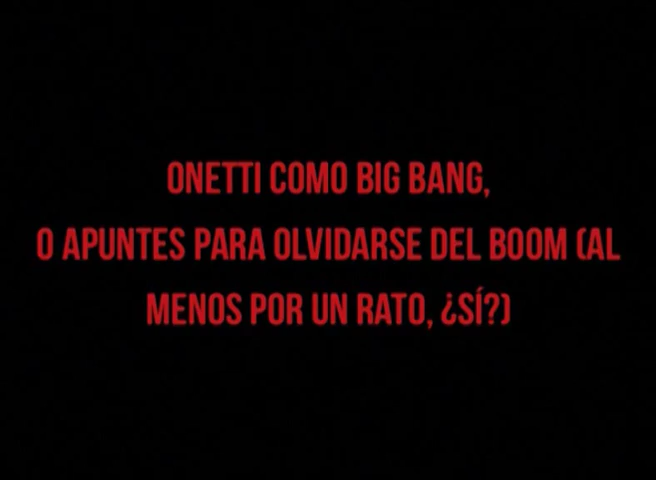 ONETTI COMO BIG BANG,
O APUNTES PARA OLVIDARSE DEL BOOM (AL
MENOS POR UN RATO, ¿SÍ?)